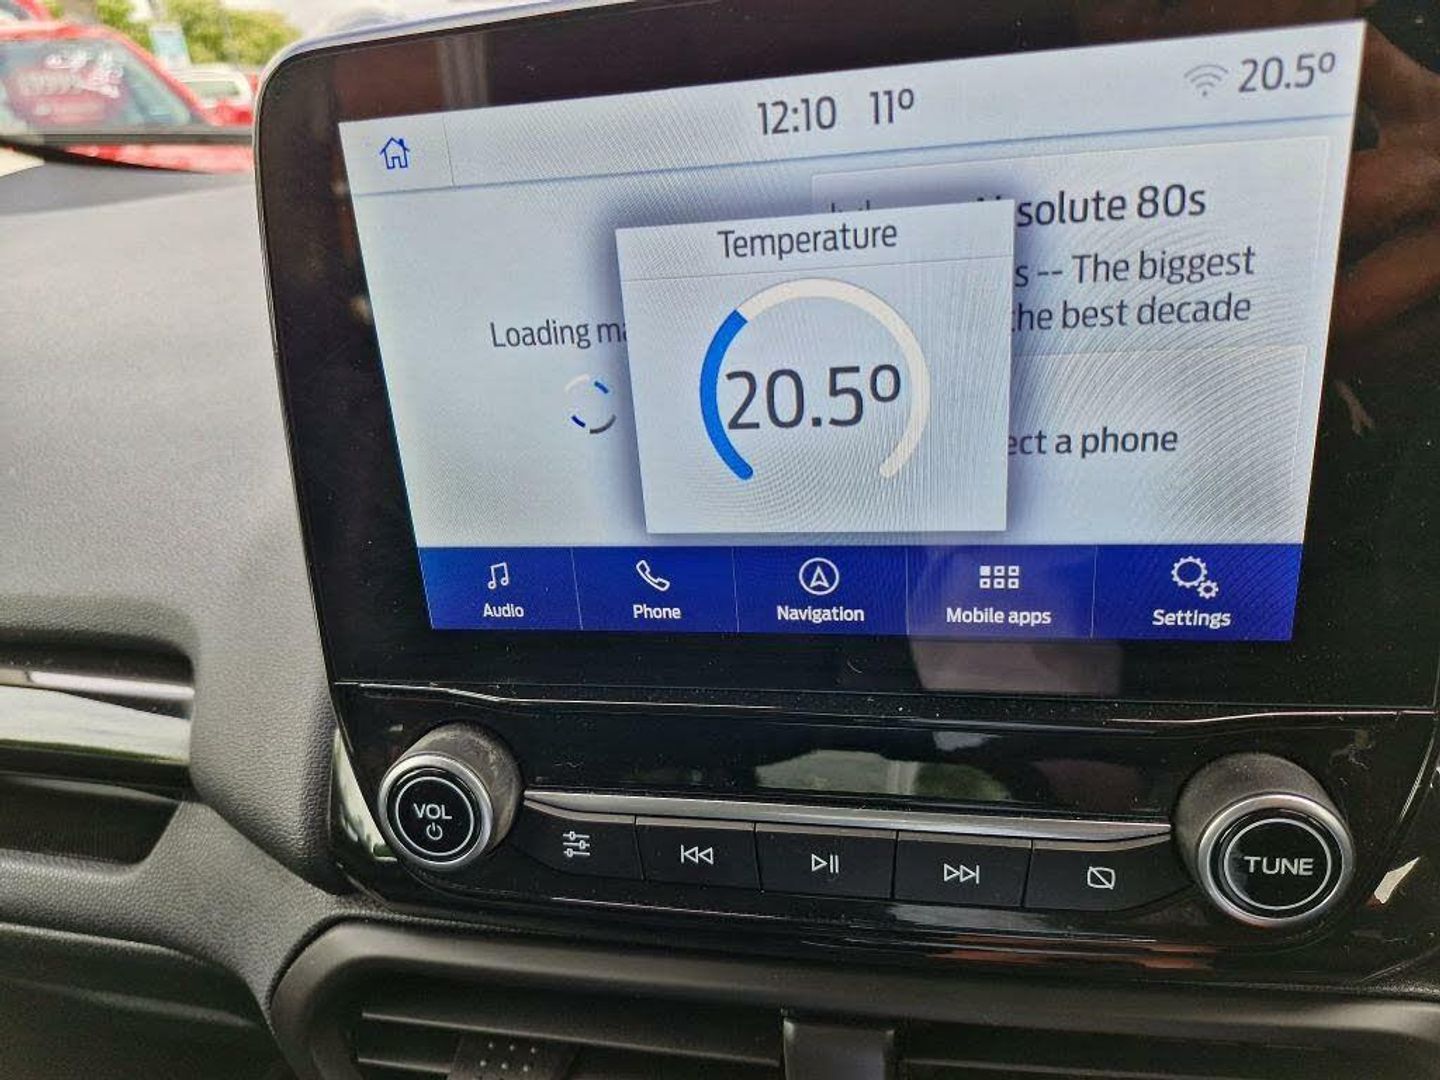 12:10 11º 20.5º
solute 80s
Temperature
s -- The biggest
the best decade
Loading
20.5º
ect a phone
Audio Phone Navigation Mobile apps Settings
VOL
TUNE